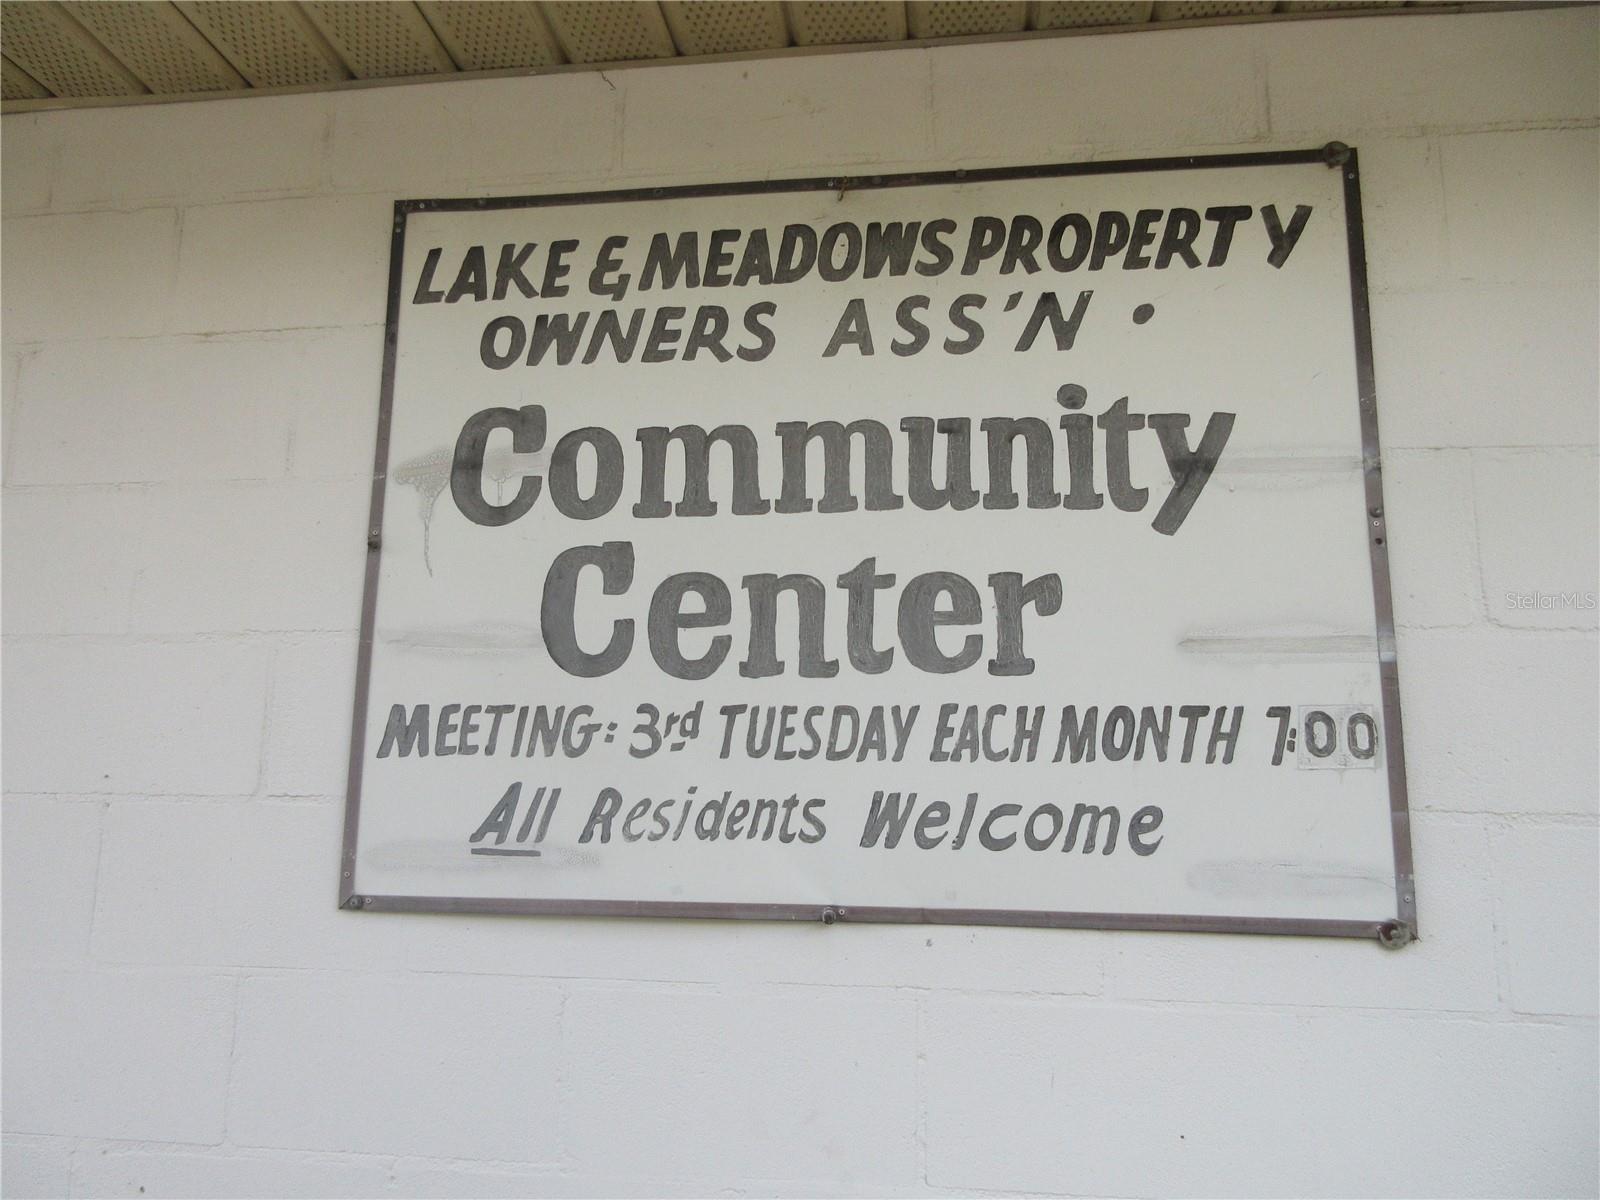 LAKE & MEADOWS PROPERTY
OWNERS ASS'N.
Community
Center
MEETING: 3rd TUESDAY EACH MONTH 7:00
All Residents Welcome
StellarMLS